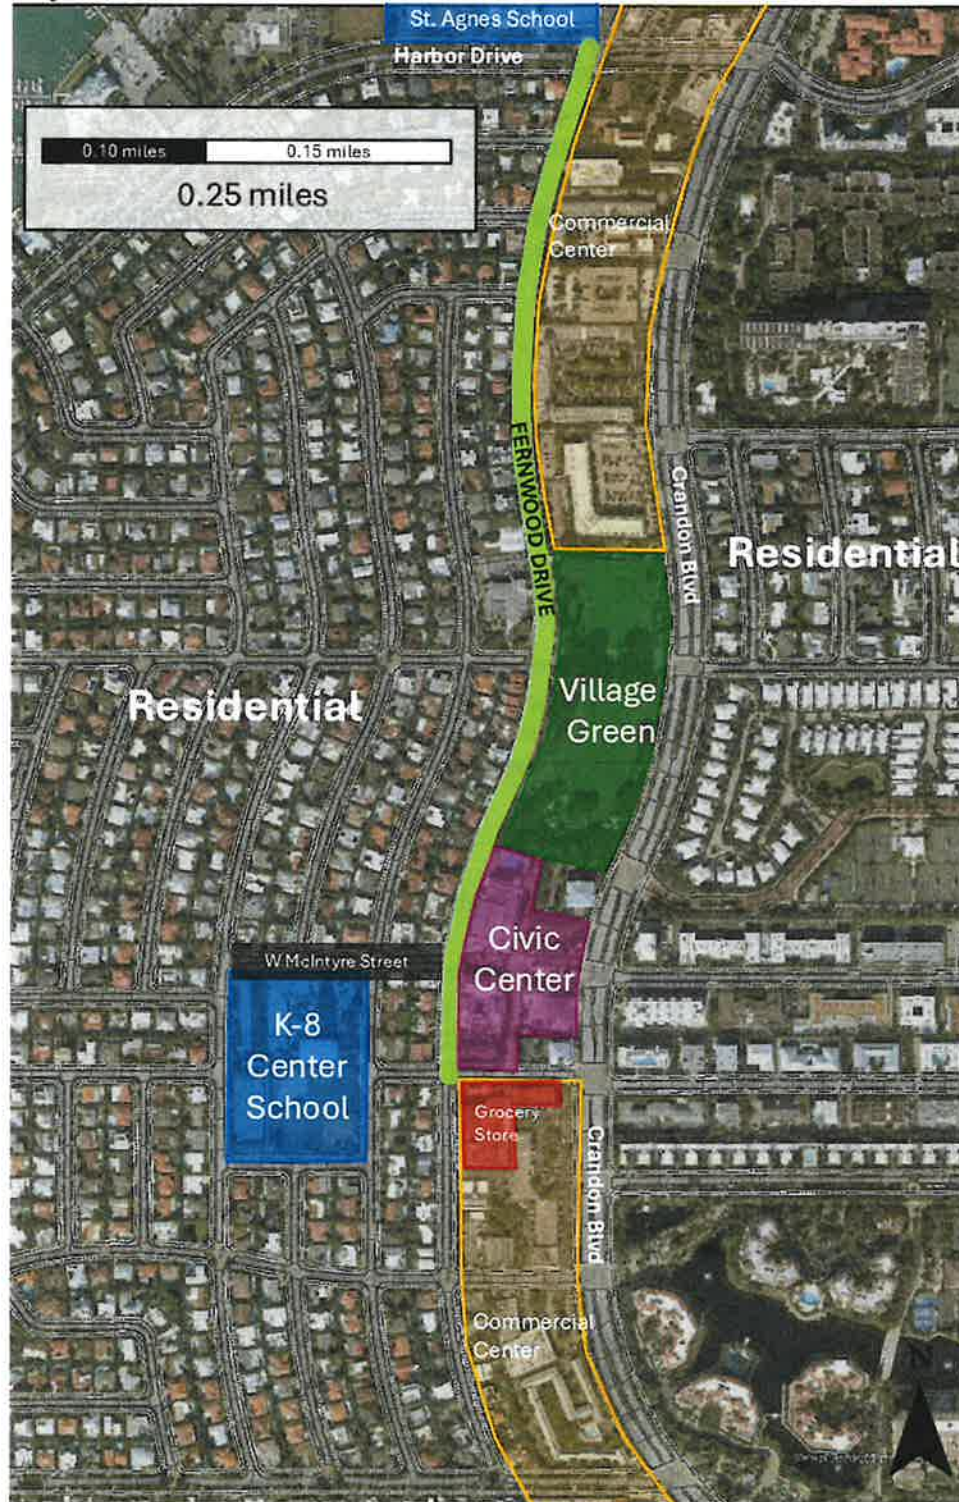 St. Agnes School
Harbor Drive
0.10 miles
0.15 miles
0.25 miles
Commercial
Center
FERNWOOD DRIVE
Crandon Blvd
Residential
Village
Green
Residential
Civic
Center
W McIntyre Street
K-8
Center
School
Grocery
Store
Crandon Blvd
Commercial
Center
N